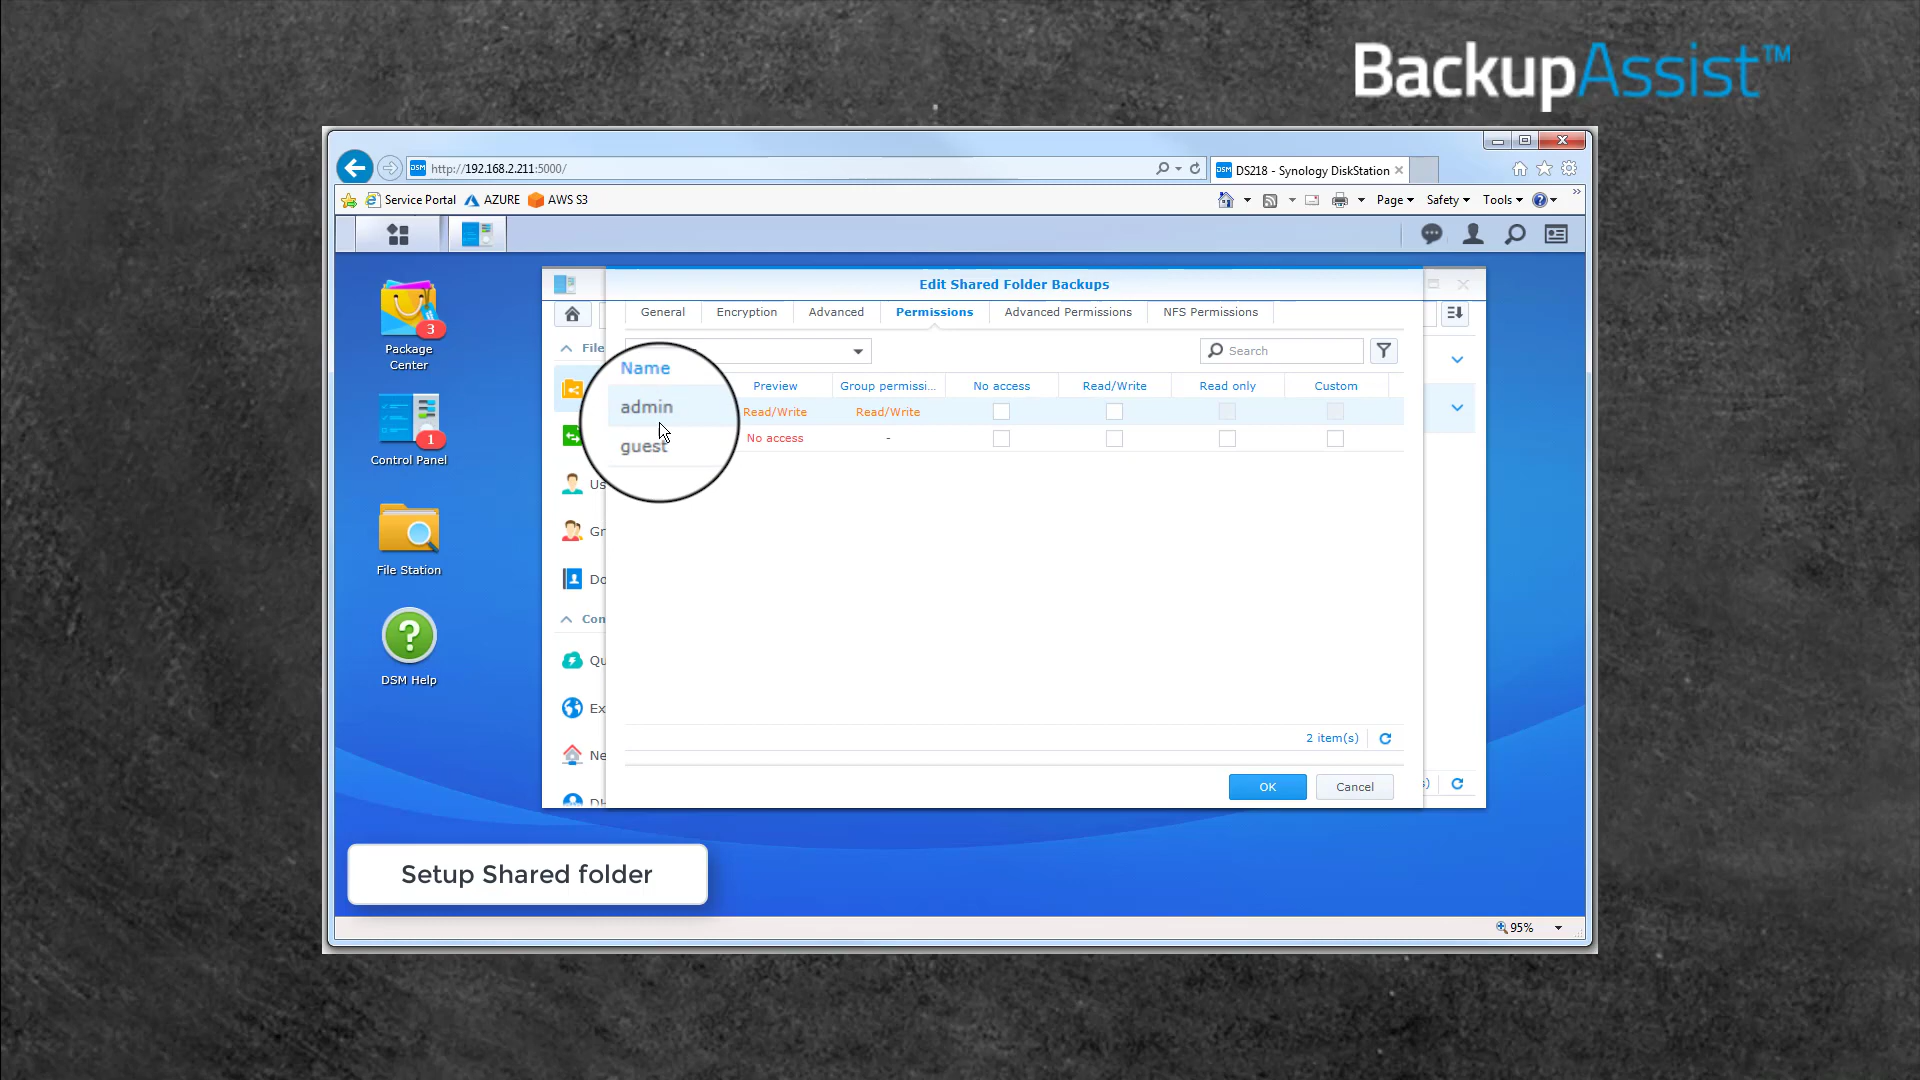 BackupAssist™
http://192.168.2.211:5000/
DSM DS218 - Synology DiskStation
Service Portal AZURE AWS S3
Page Safety Tools
Edit Shared Folder Backups
General Encryption Advanced Permissions Advanced Permissions NFS Permissions
File
Search
Name Preview Group permissi... No access Read/Write Read only Custom
admin Read/Write Read/Write
guest No access -
Us
Gr
Do
Con
Qu
Ex
Ne
DH
3
Package
Center
1
Control Panel
File Station
?
DSM Help
2 item(s)
OK Cancel
Setup Shared folder
95%